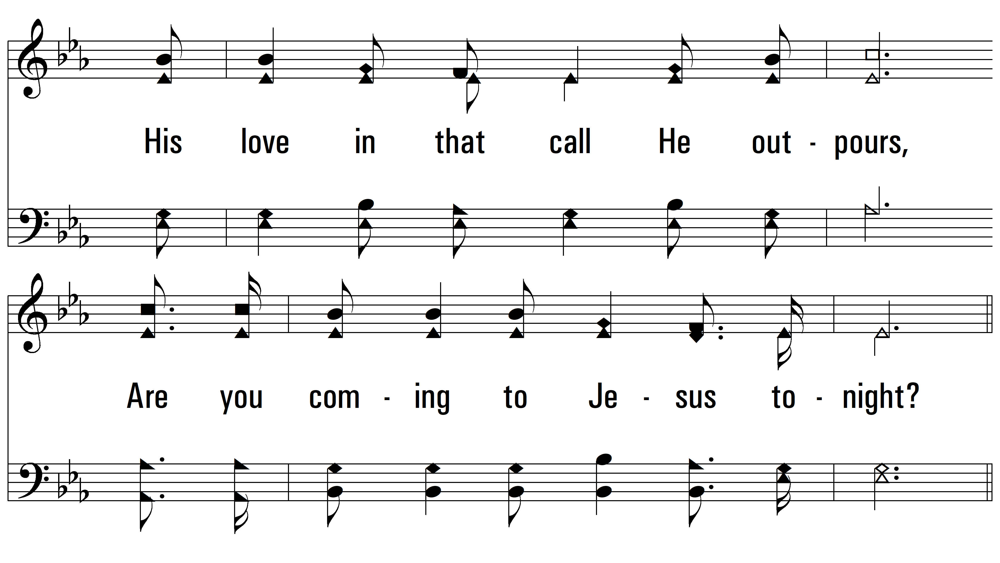 His love in that call He out - pours,
Are you com - ing to Je - sus to - night?